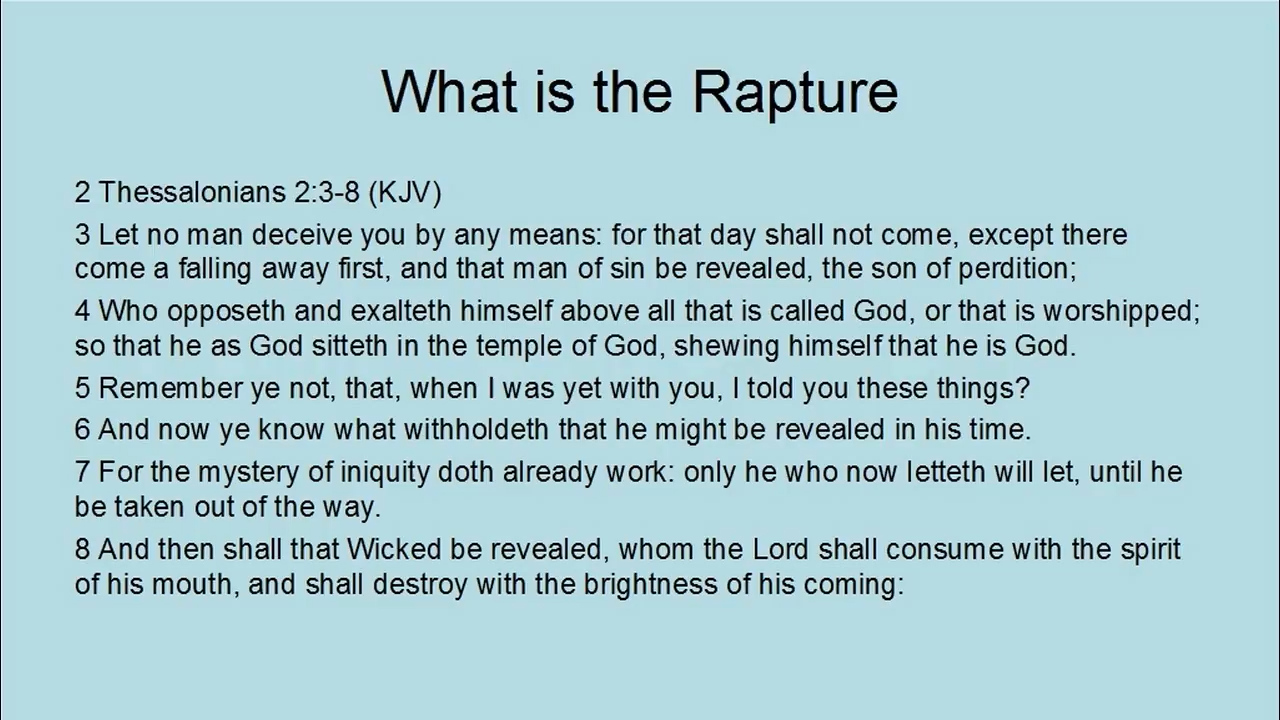 What is the Rapture
2 Thessalonians 2:3-8 (KJV)
3 Let no man deceive you by any means: for that day shall not come, except there
come a falling away first, and that man of sin be revealed, the son of perdition;
4 Who opposeth and exalteth himself above all that is called God, or that is worshipped;
so that he as God sitteth in the temple of God, shewing himself that he is God.
5 Remember ye not, that, when I was yet with you, I told you these things?
6 And now ye know what withholdeth that he might be revealed in his time.
7 For the mystery of iniquity doth already work: only he who now letteth will let, until he
be taken out of the way.
8 And then shall that Wicked be revealed, whom the Lord shall consume with the spirit
of his mouth, and shall destroy with the brightness of his coming: